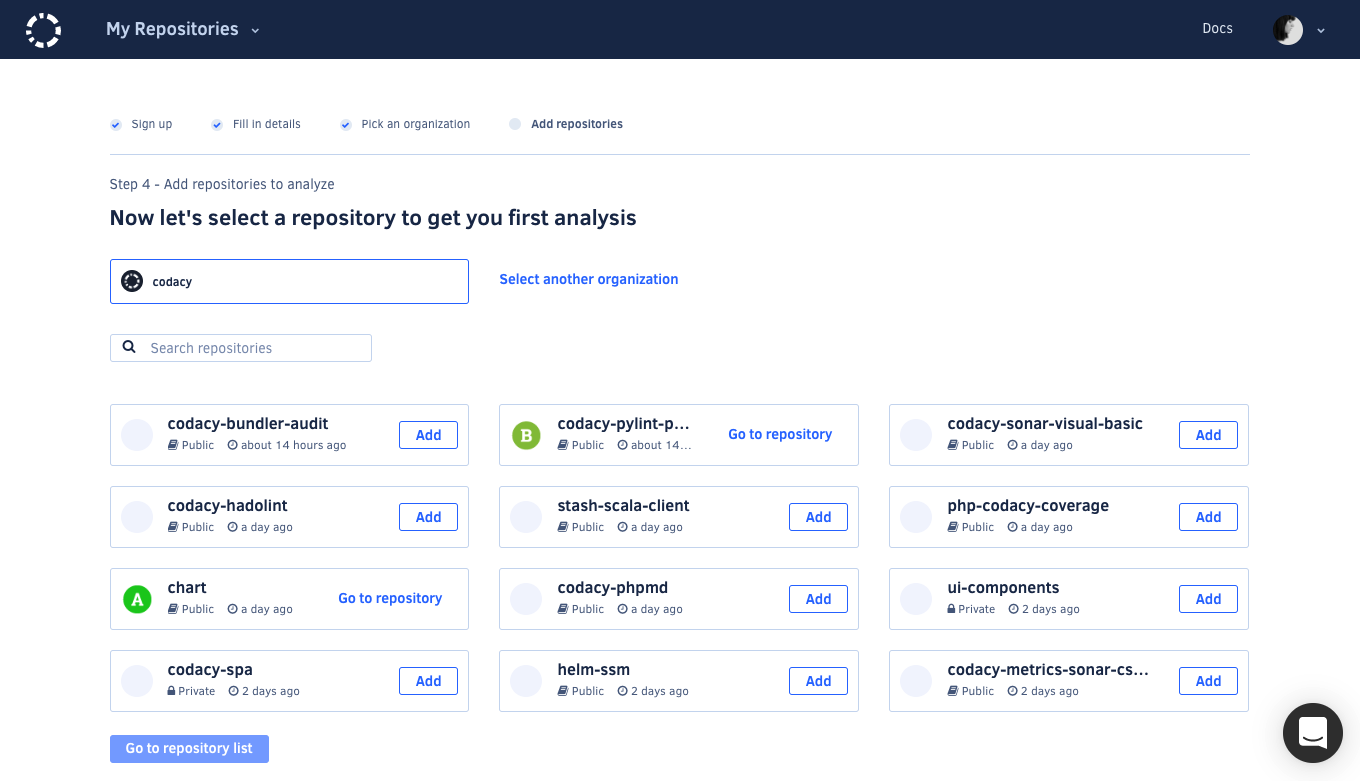 My Repositories
Docs
Sign up
Fill in details
Pick an organization
Add repositories
Step 4 - Add repositories to analyze
Now let's select a repository to get you first analysis
codacy
Select another organization
Search repositories
codacy-bundler-audit
Public about 14 hours ago
Add
B
codacy-pylint-p...
Public about 14...
Go to repository
codacy-sonar-visual-basic
Public a day ago
Add
codacy-hadolint
Public a day ago
Add
stash-scala-client
Public a day ago
Add
php-codacy-coverage
Public a day ago
Add
A
chart
Public a day ago
Go to repository
codacy-phpmd
Public a day ago
Add
ui-components
Private 2 days ago
Add
codacy-spa
Private 2 days ago
Add
helm-ssm
Public 2 days ago
Add
codacy-metrics-sonar-cs...
Public 2 days ago
Add
Go to repository list